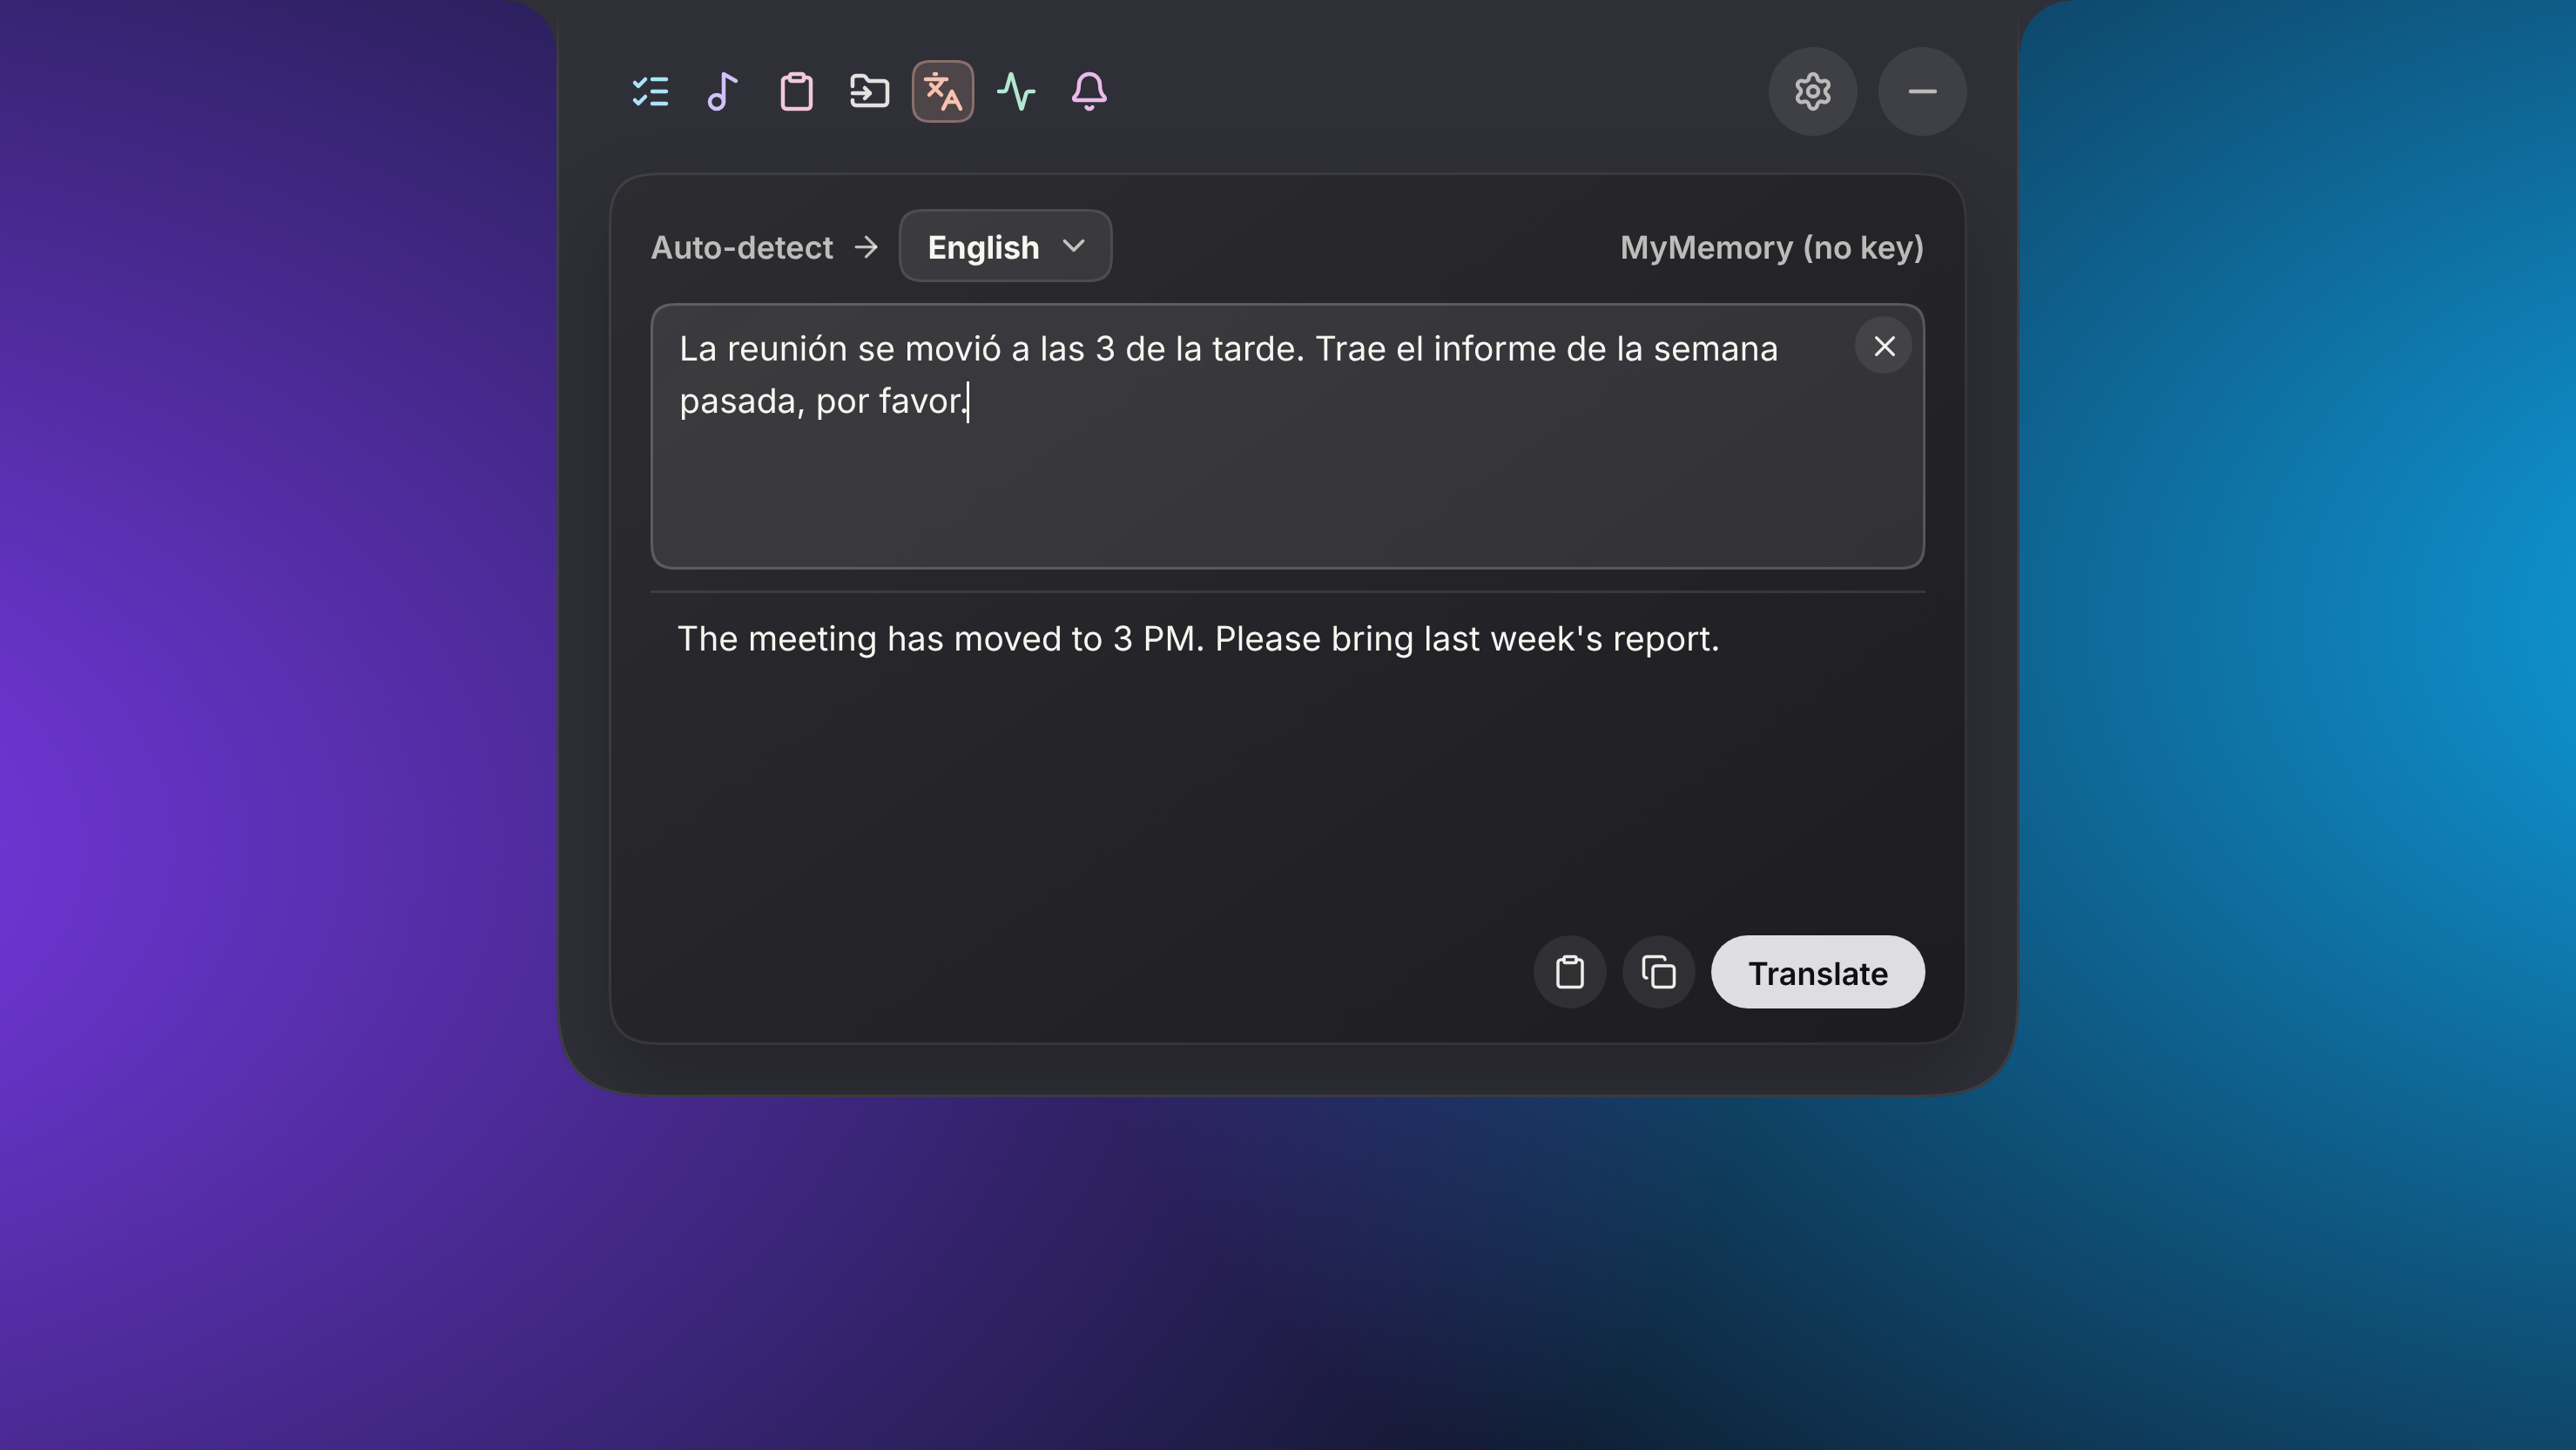 Auto-detect → English
MyMemory (no key)
La reunión se movió a las 3 de la tarde. Trae el informe de la semana
pasada, por favor.
The meeting has moved to 3 PM. Please bring last week's report.
Translate